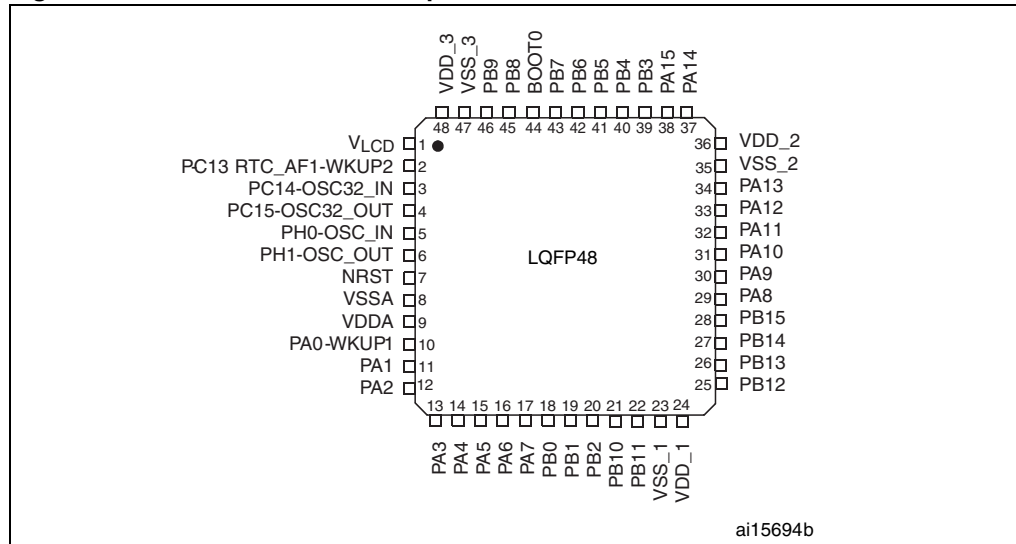 VDD_3
VSS_3
PB9
PB8
BOOT0
PB7
PB6
PB5
PB4
PB3
PA15
PA14
48 47 46 45 44 43 42 41 40 39 38 37
VLCD 1
PC13 RTC_AF1-WKUP2 2
PC14-OSC32_IN 3
PC15-OSC32_OUT 4
PH0-OSC_IN 5
PH1-OSC_OUT 6
NRST 7
VSSA 8
VDDA 9
PA0-WKUP1 10
PA1 11
PA2 12
LQFP48
36 VDD_2
35 VSS_2
34 PA13
33 PA12
32 PA11
31 PA10
30 PA9
29 PA8
28 PB15
27 PB14
26 PB13
25 PB12
13 14 15 16 17 18 19 20 21 22 23 24
PA3
PA4
PA5
PA6
PA7
PB0
PB1
PB2
PB10
PB11
VSS_1
VDD_1
ai15694b